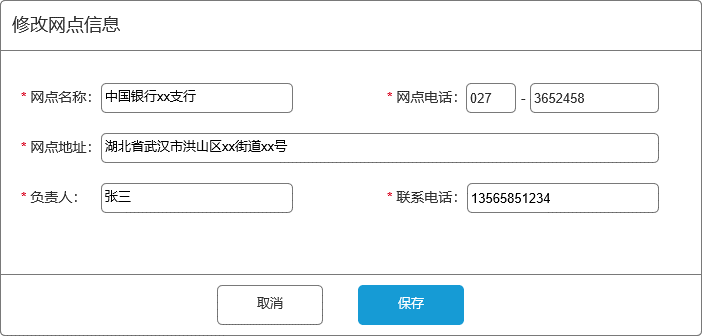 修改网点信息
* 网点名称： 中国银行xx支行 * 网点电话： 027 - 3652458
* 网点地址： 湖北省武汉市洪山区xx街道xx号
* 负责人： 张三 * 联系电话： 13565851234
取消 保存